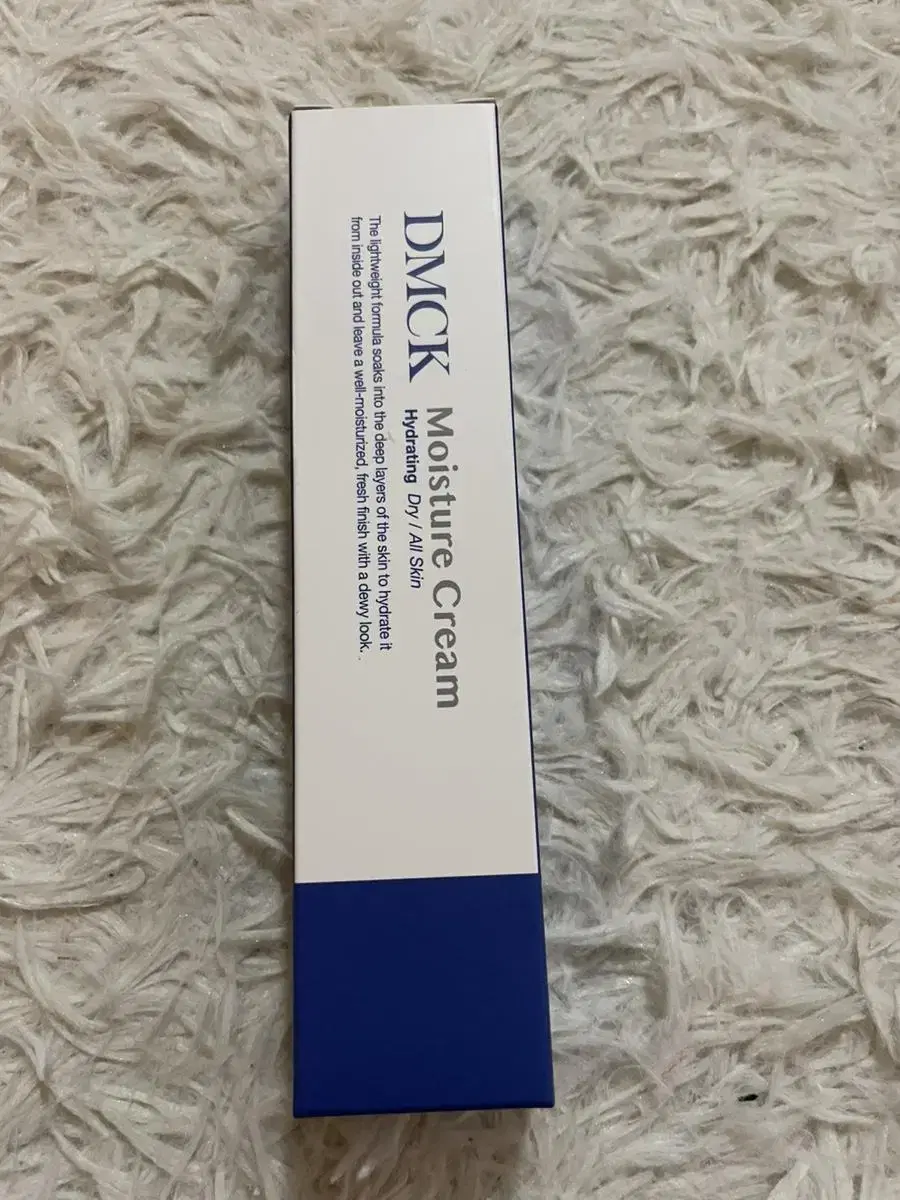 DMCK Moisture Cream
Hydrating Dry / All Skin
The lightweight formula soaks into the deep layers of the skin to hydrate it
from inside out and leave a well-moisturized, fresh finish with a dewy look. .